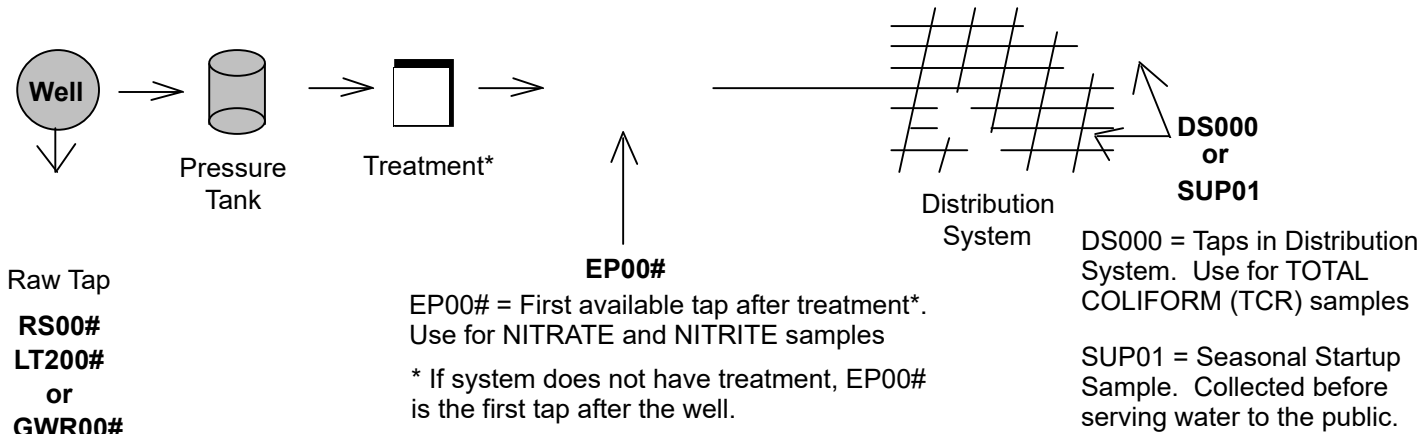 Well
Pressure
Tank
Treatment*
Distribution
System
DS000
or
SUP01
Raw Tap
RS00#
LT200#
or
GWR00#
EP00#
EP00# = First available tap after treatment*.
Use for NITRATE and NITRITE samples
* If system does not have treatment, EP00#
is the first tap after the well.
DS000 = Taps in Distribution
System. Use for TOTAL
COLIFORM (TCR) samples
SUP01 = Seasonal Startup
Sample. Collected before
serving water to the public.